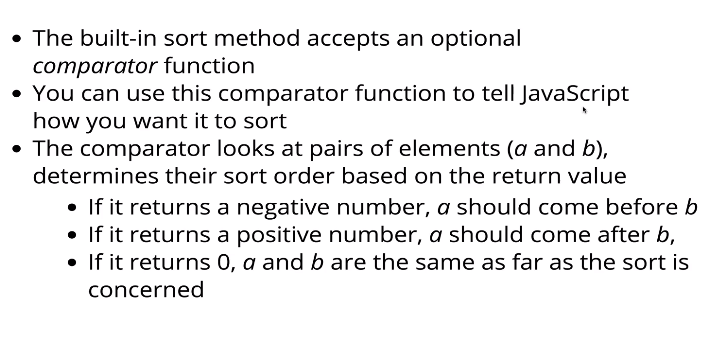 • The built-in sort method accepts an optional
comparator function
• You can use this comparator function to tell JavaScript
how you want it to sort
• The comparator looks at pairs of elements (a and b),
determines their sort order based on the return value
• If it returns a negative number, a should come before b
• If it returns a positive number, a should come after b,
• If it returns 0, a and b are the same as far as the sort is
concerned